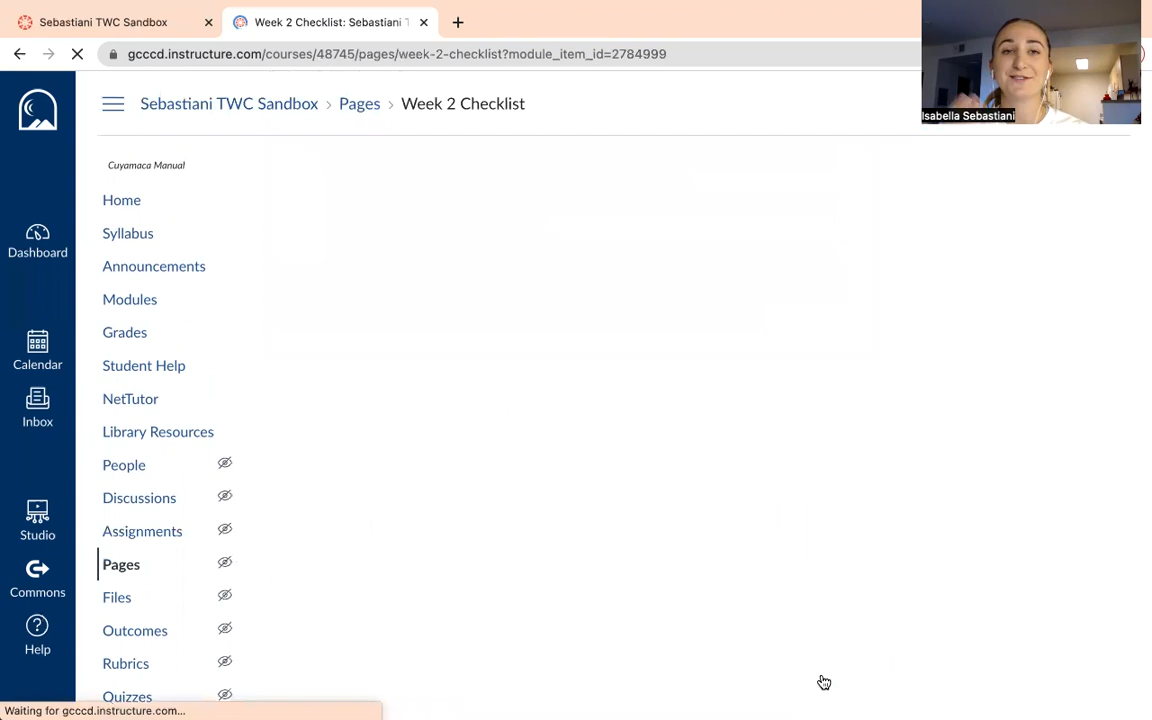 Sebastiani TWC Sandbox
Week 2 Checklist: Sebastiani T
gcccd.instructure.com/courses/48745/pages/week-2-checklist?module_item_id=2784999
Isabella Sebastiani
Sebastiani TWC Sandbox › Pages › Week 2 Checklist
Cuyamaca Manual
Home
Syllabus
Announcements
Modules
Grades
Student Help
NetTutor
Library Resources
People
Discussions
Assignments
Pages
Files
Outcomes
Rubrics
Quizzes
Dashboard
Calendar
Inbox
Studio
Commons
Help
Waiting for gcccd.instructure.com...